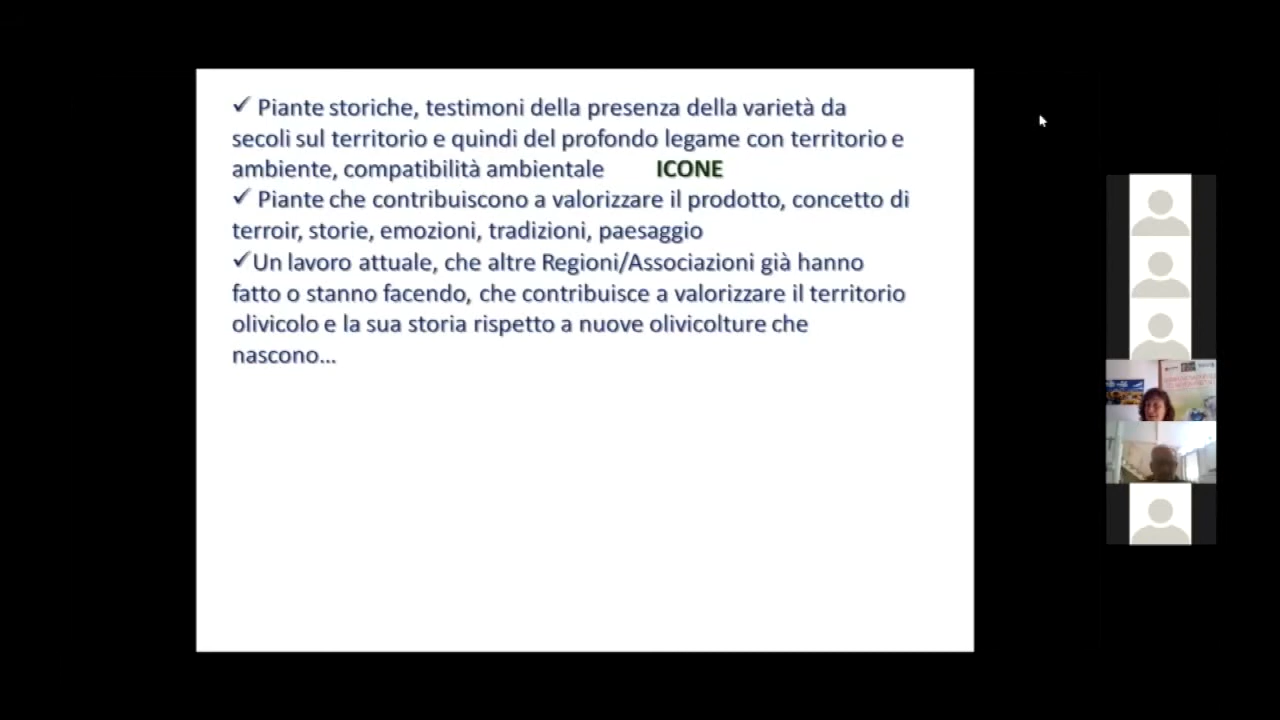 ✓ Piante storiche, testimoni della presenza della varietà da
secoli sul territorio e quindi del profondo legame con territorio e
ambiente, compatibilità ambientale ICONE
✓ Piante che contribuiscono a valorizzare il prodotto, concetto di
terroir, storie, emozioni, tradizioni, paesaggio
✓Un lavoro attuale, che altre Regioni/Associazioni già hanno
fatto o stanno facendo, che contribuisce a valorizzare il territorio
olivicolo e la sua storia rispetto a nuove olivicolture che
nascono...